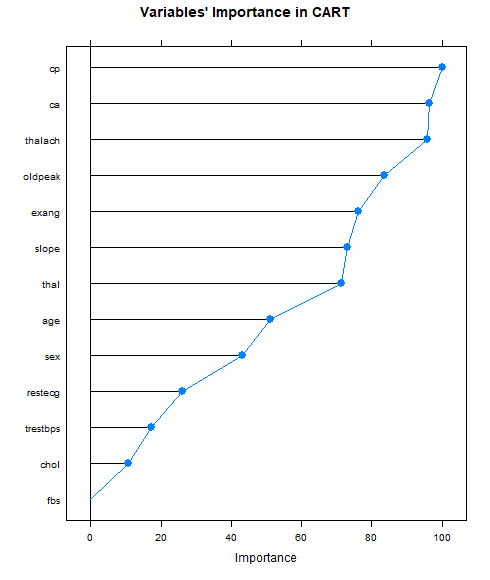 Variables' Importance in CART
cp
ca
thalach
oldpeak
exang
slope
thal
age
sex
restecg
trestbps
chol
fbs
0 20 40 60 80 100
Importance